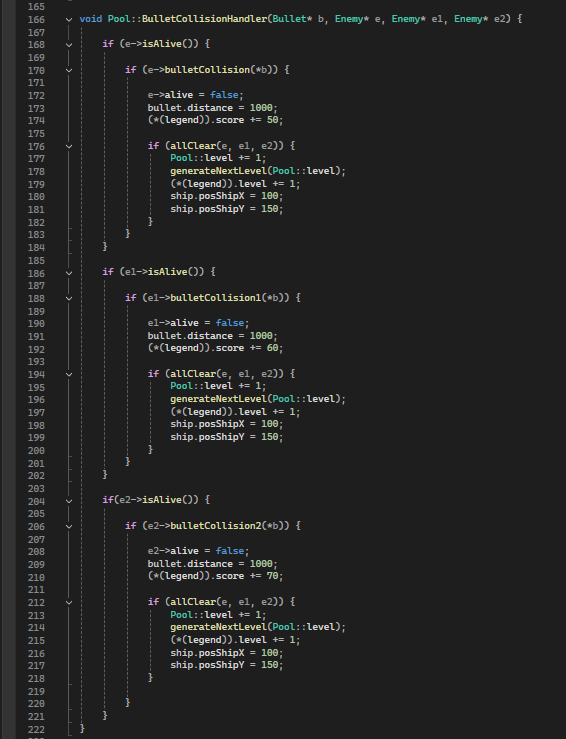 165
166 void Pool::BulletCollisionHandler(Bullet* b, Enemy* e, Enemy* e1, Enemy* e2) {
167
168     if (e->isAlive()) {
169
170         if (e->bulletCollision(*b)) {
171
172             e->alive = false;
173             bullet.distance = 1000;
174             (*(legend)).score += 50;
175
176             if (allClear(e, e1, e2)) {
177                 Pool::level += 1;
178                 generateNextLevel(Pool::level);
179                 (*(legend)).level += 1;
180                 ship.posShipX = 100;
181                 ship.posShipY = 150;
182             }
183         }
184     }
185
186     if (e1->isAlive()) {
187
188         if (e1->bulletCollision1(*b)) {
189
190             e1->alive = false;
191             bullet.distance = 1000;
192             (*(legend)).score += 60;
193
194             if (allClear(e, e1, e2)) {
195                 Pool::level += 1;
196                 generateNextLevel(Pool::level);
197                 (*(legend)).level += 1;
198                 ship.posShipX = 100;
199                 ship.posShipY = 150;
200             }
201         }
202     }
203
204     if(e2->isAlive()) {
205
206         if (e2->bulletCollision2(*b)) {
207
208             e2->alive = false;
209             bullet.distance = 1000;
210             (*(legend)).score += 70;
211
212             if (allClear(e, e1, e2)) {
213                 Pool::level += 1;
214                 generateNextLevel(Pool::level);
215                 (*(legend)).level += 1;
216                 ship.posShipX = 100;
217                 ship.posShipY = 150;
218             }
219
220         }
221     }
222 }